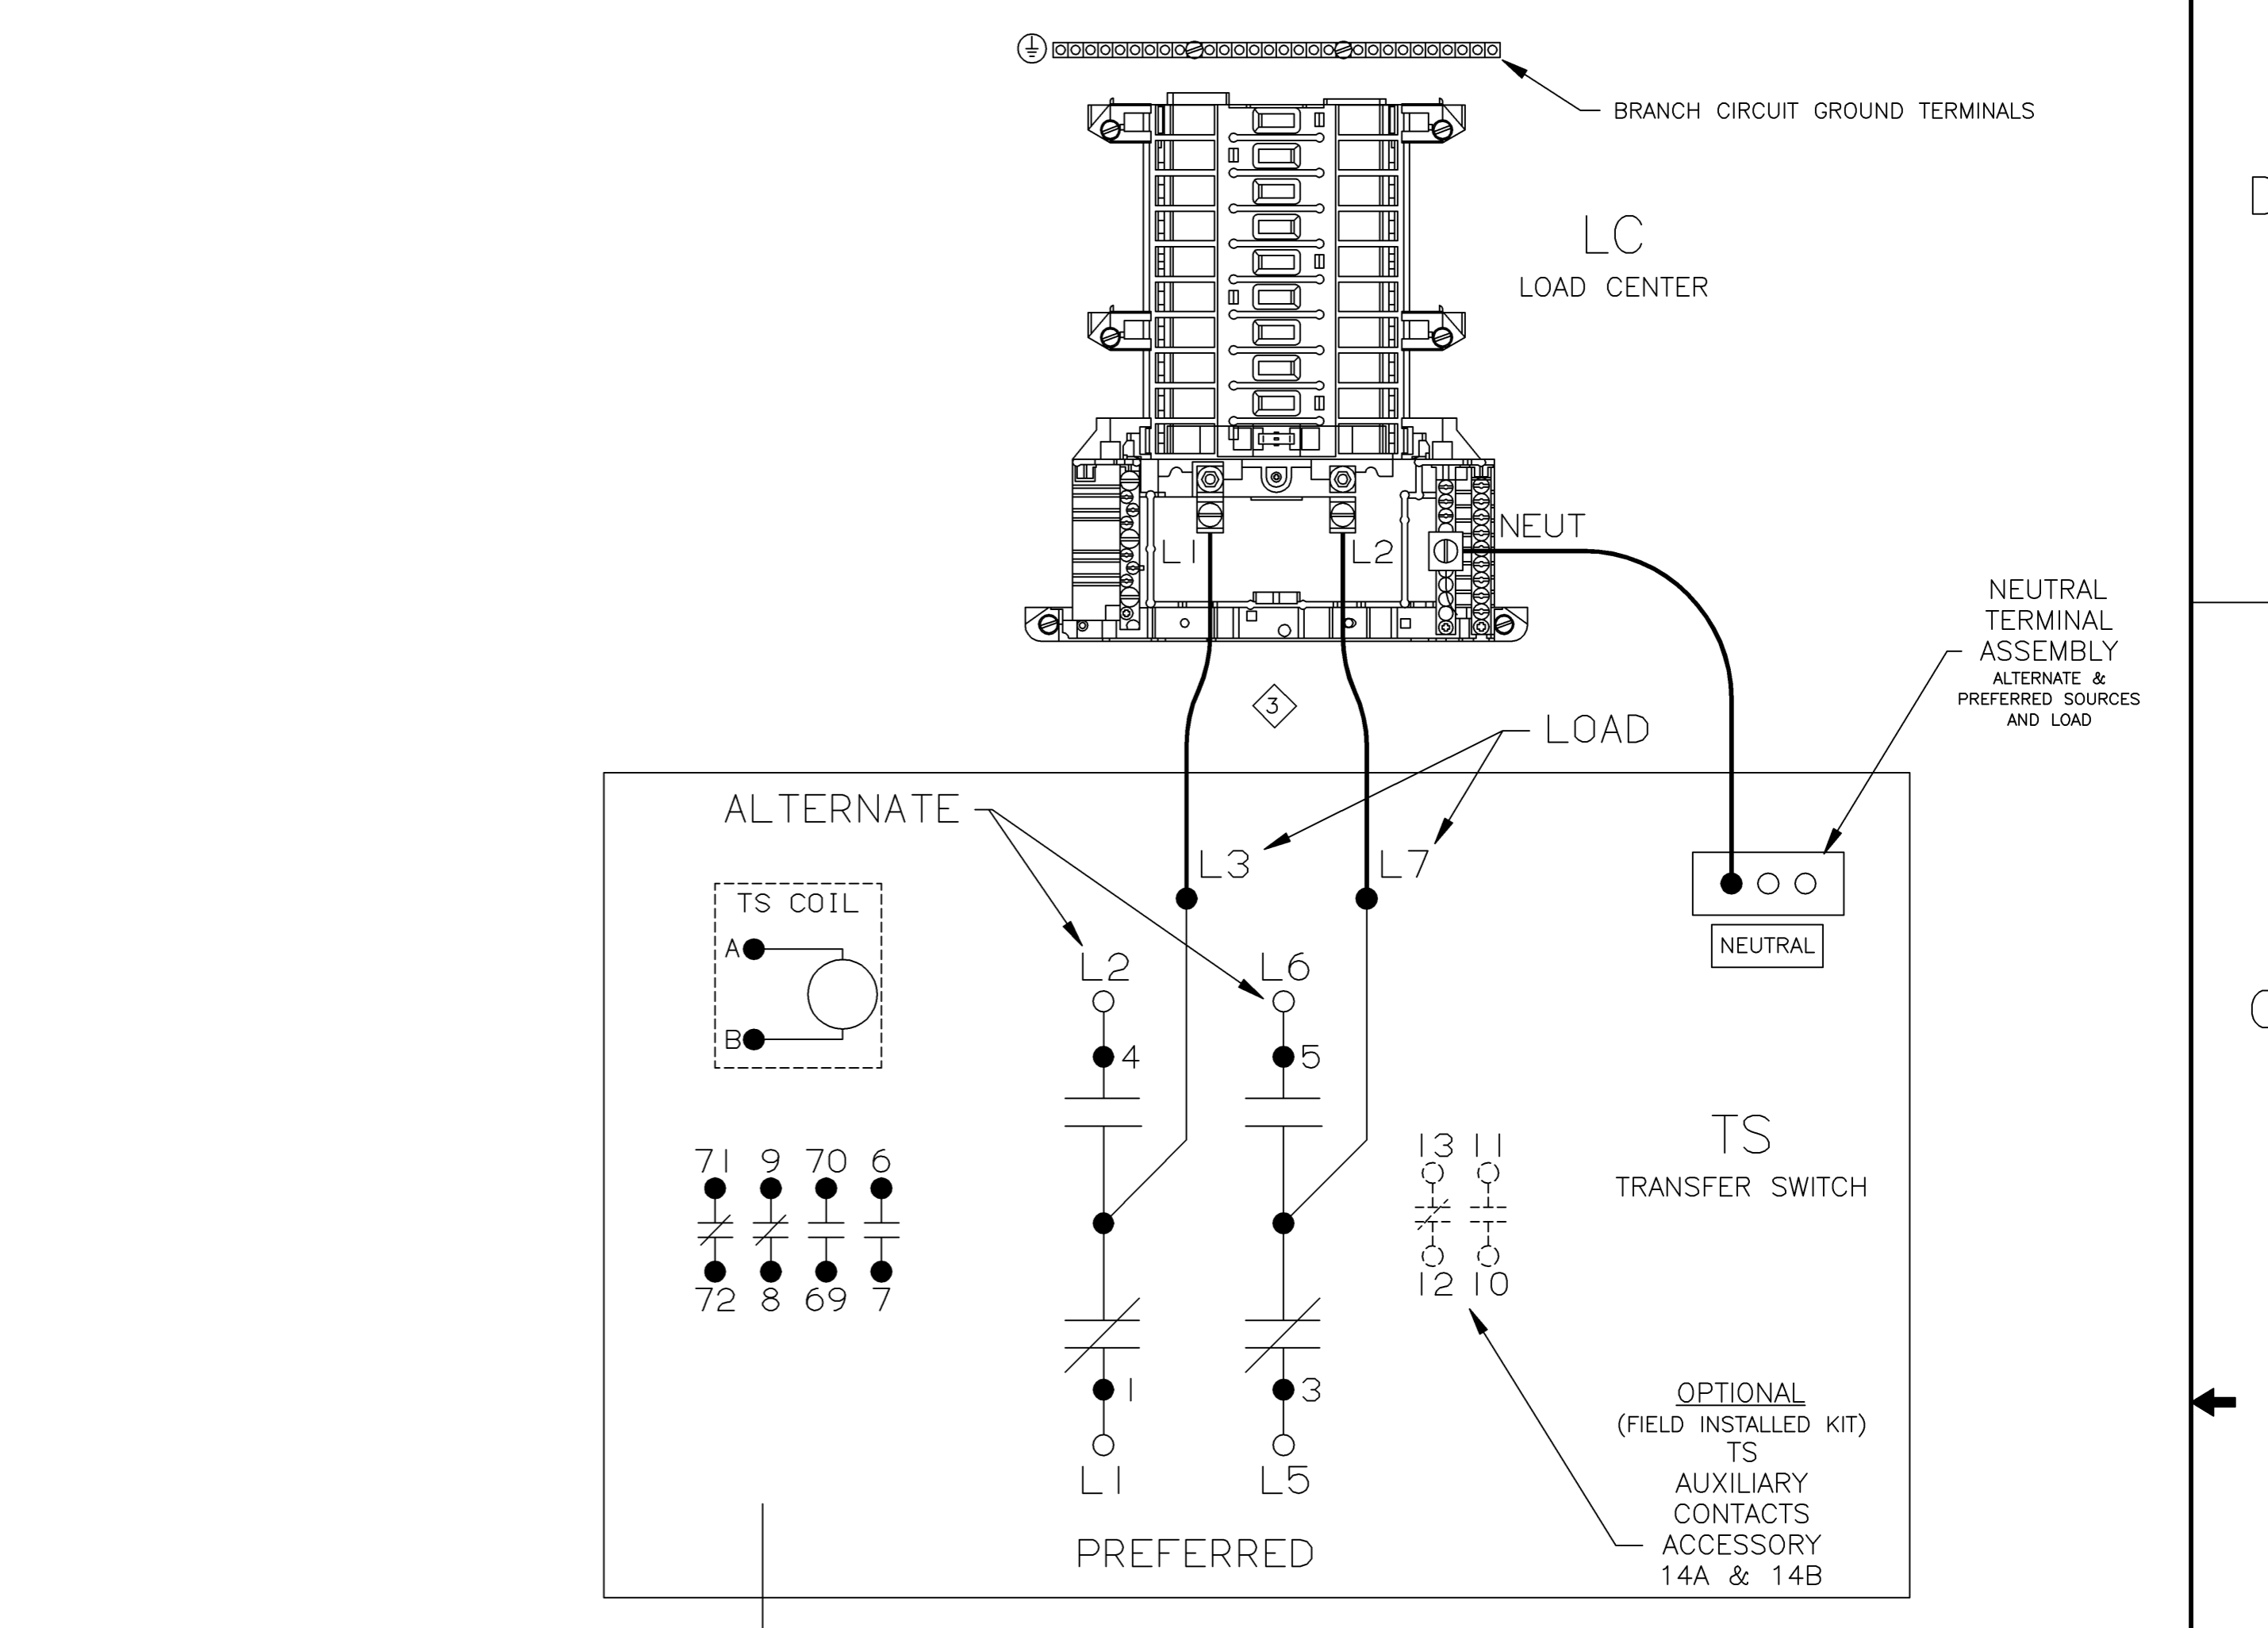 BRANCH CIRCUIT GROUND TERMINALS
LC
LOAD CENTER
NEUT
L1
L2
NEUTRAL
TERMINAL
ASSEMBLY
ALTERNATE &
PREFERRED SOURCES
AND LOAD
3
LOAD
ALTERNATE
L3
L7
TS COIL
A
B
L2
L6
NEUTRAL
4
5
71 9 70 6
72 8 69 7
13 11
12 10
TS
TRANSFER SWITCH
1
3
L1
L5
PREFERRED
OPTIONAL
(FIELD INSTALLED KIT)
TS
AUXILIARY
CONTACTS
ACCESSORY
14A & 14B